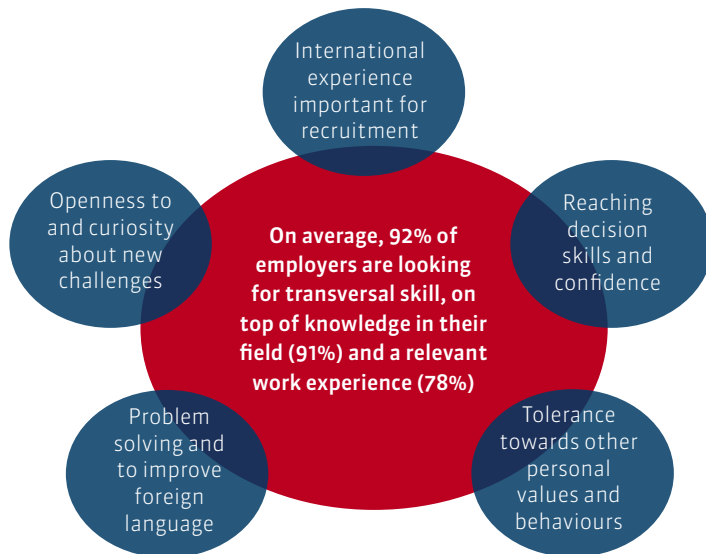 International
experience
important for
recruitment
Openness to
and curiosity
about new
challenges
Reaching
decision
skills and
confidence
On average, 92% of
employers are looking
for transversal skill, on
top of knowledge in their
field (91%) and a relevant
work experience (78%)
Problem
solving and
to improve
foreign
language
Tolerance
towards other
personal
values and
behaviours